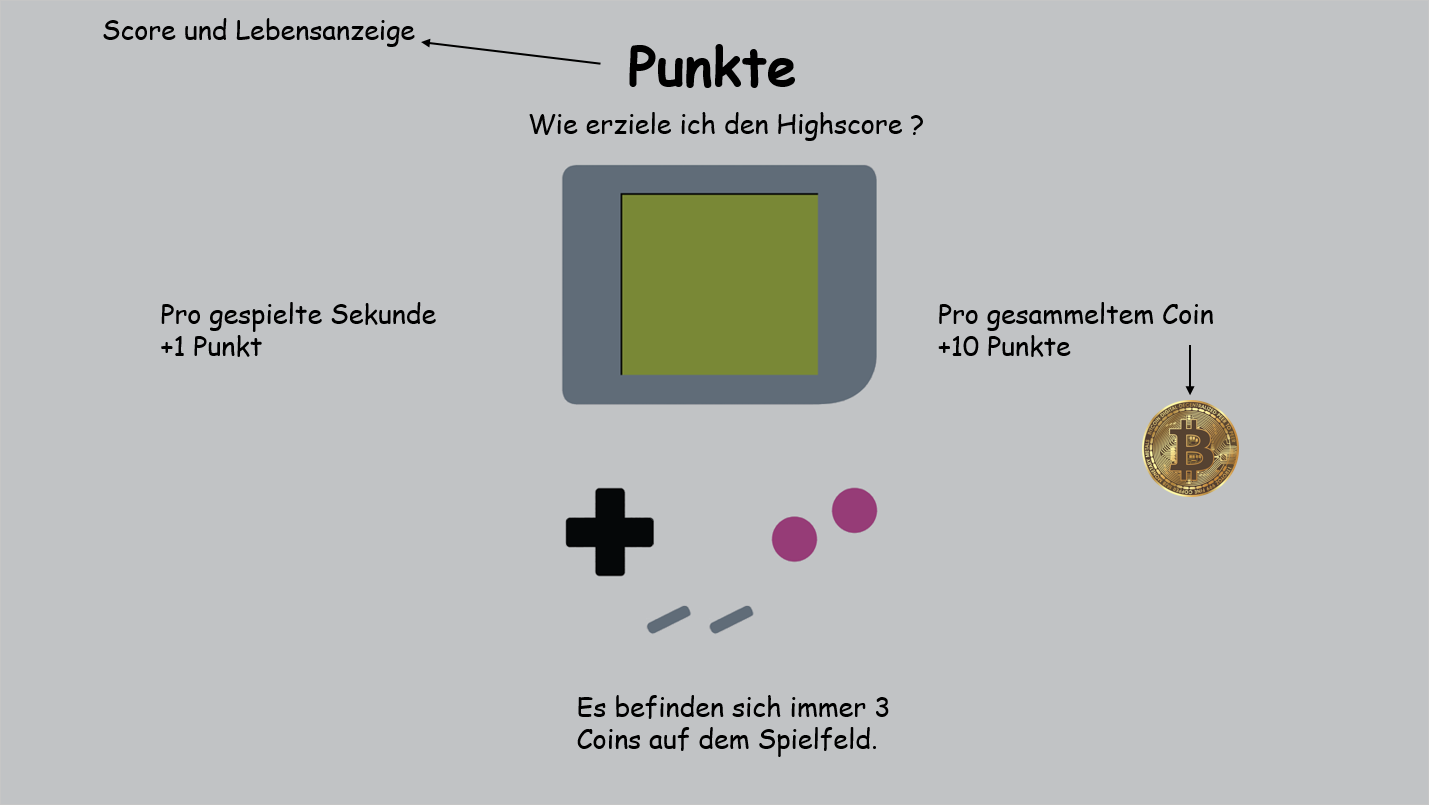 Score und Lebensanzeige
Punkte
Wie erziele ich den Highscore ?
Pro gespielte Sekunde
+1 Punkt
Pro gesammeltem Coin
+10 Punkte
Es befinden sich immer 3
Coins auf dem Spielfeld.